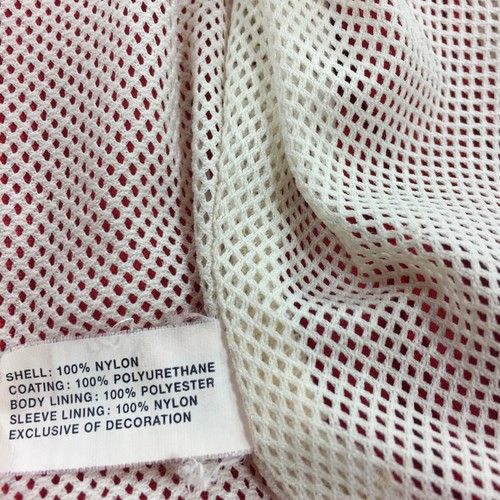 SHELL: 100% NYLON
COATING: 100% POLYURETHANE
BODY LINING: 100% POLYESTER
SLEEVE LINING: 100% NYLON
EXCLUSIVE OF DECORATION